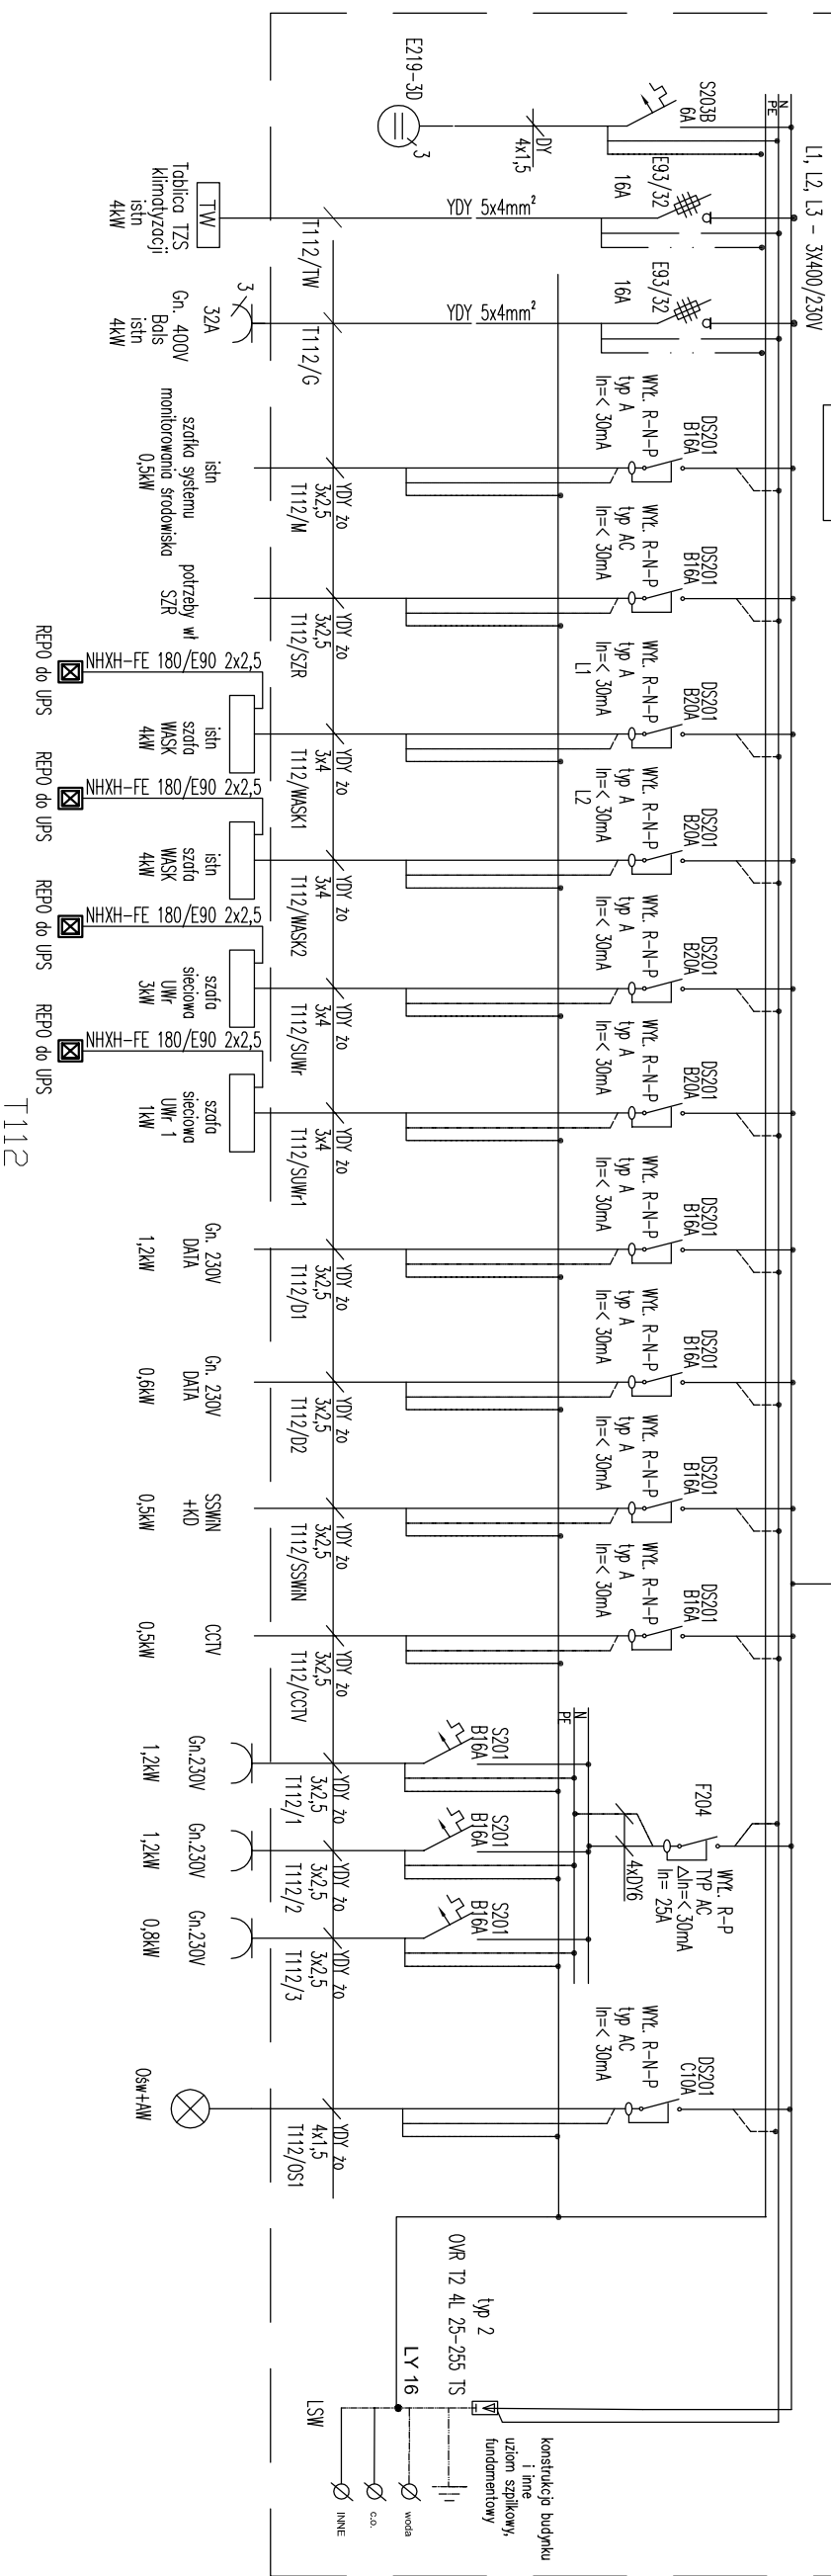 L1, L2, L3 - 3X400/230V
N
PE
S203B
6A
DY
4x1,5
E219-3D
3
E93/32
16A
YDY 5x4mm²
T112/TW
TW
Tablica TZS
klimatyzacji
istn
4kW
E93/32
16A
YDY 5x4mm²
T112/G
3
32A
Gn. 400V
Bals
istn
4kW
DS201
B16A
WYŁ. R-N-P
typ A
In=< 30mA
YDY żo
3x2,5
T112/M
istn
szafka systemu
monitorowania środowiska
0,5kW
DS201
B16A
WYŁ. R-N-P
typ AC
In=< 30mA
YDY żo
3x2,5
T112/SZR
potrzeby wł
SZR
DS201
B20A
WYŁ. R-N-P
typ A
In=< 30mA
L1
YDY żo
3x4
T112/WASK1
istn
szafa
WASK
4kW
NHXH-FE 180/E90 2x2,5
REPO do UPS
DS201
B20A
WYŁ. R-N-P
typ A
In=< 30mA
L2
YDY żo
3x4
T112/WASK2
istn
szafa
WASK
4kW
NHXH-FE 180/E90 2x2,5
REPO do UPS
DS201
B20A
WYŁ. R-N-P
typ A
In=< 30mA
YDY żo
3x4
T112/SUWr
szafa
sieciowa
UWr
3kW
NHXH-FE 180/E90 2x2,5
REPO do UPS
DS201
B20A
WYŁ. R-N-P
typ A
In=< 30mA
YDY żo
3x4
T112/SUWr1
szafa
sieciowa
UWr 1
1kW
NHXH-FE 180/E90 2x2,5
REPO do UPS
DS201
B16A
WYŁ. R-N-P
typ A
In=< 30mA
YDY żo
3x2,5
T112/D1
Gn. 230V
DATA
1,2kW
DS201
B16A
WYŁ. R-N-P
typ A
In=< 30mA
YDY żo
3x2,5
T112/D2
Gn. 230V
DATA
0,6kW
DS201
B16A
WYŁ. R-N-P
typ A
In=< 30mA
YDY żo
3x2,5
T112/SSWiN
SSWiN
+KD
0,5kW
DS201
B16A
WYŁ. R-N-P
typ A
In=< 30mA
YDY żo
3x2,5
T112/CCTV
CCTV
0,5kW
F204
WYŁ. R-P
TYP AC
ΔIn=< 30mA
In= 25A
4xDY6
N
PE
S201
B16A
YDY żo
3x2,5
T112/1
Gn.230V
1,2kW
S201
B16A
YDY żo
3x2,5
T112/2
Gn.230V
1,2kW
S201
B16A
YDY żo
3x2,5
T112/3
Gn.230V
0,8kW
DS201
C10A
WYŁ. R-N-P
typ AC
In=< 30mA
YDY żo
4x1,5
T112/OS1
Ośw+AW
typ 2
OVR T2 4L 25-255 TS
LY 16
LSW
konstrukcja budynku
i inne
uziom szpilkowy,
fundamentowy
woda
c.o.
INNE
T112